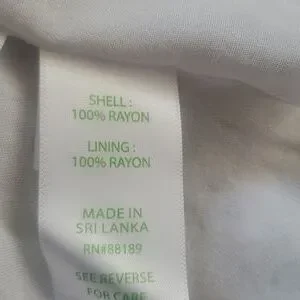 SHELL :
100% RAYON
LINING :
100% RAYON
MADE IN
SRI LANKA
RN#88189
SEE REVERSE
FOR CARE